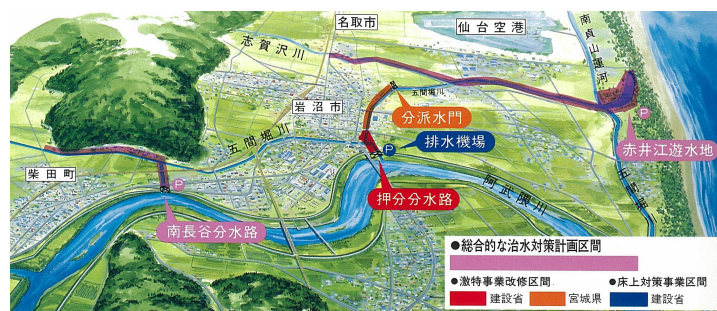 名取市
仙台空港
南貞山運河
志賀沢川
岩沼市
五間堀川
分派水門
P
赤井江遊水地
五間堀川
P
排水機場
柴田町
P
押分分水路
阿武隈川
五間堀川
南長谷分水路
●総合的な治水対策計画区間
●激特事業改修区間 ●床上対策事業区間
建設省 宮城県 建設省